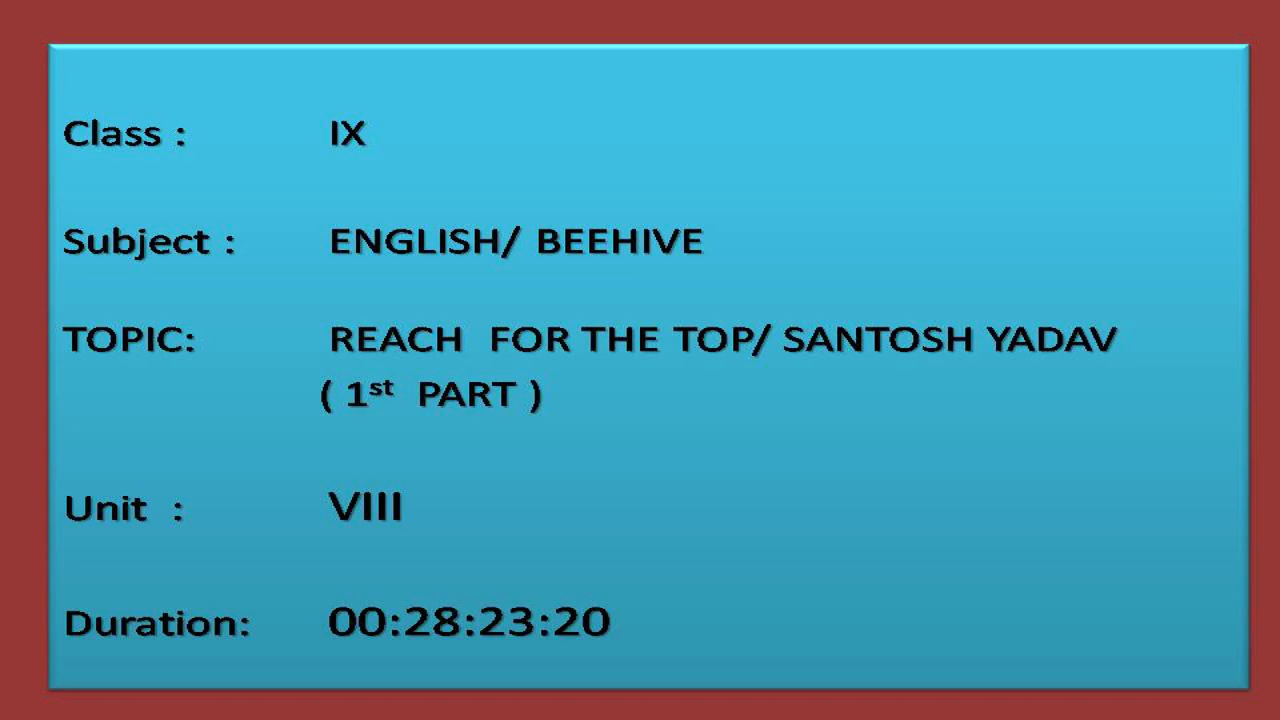 Class : IX
Subject : ENGLISH/ BEEHIVE
TOPIC: REACH FOR THE TOP/ SANTOSH YADAV
( 1st PART )
Unit : VIII
Duration: 00:28:23:20